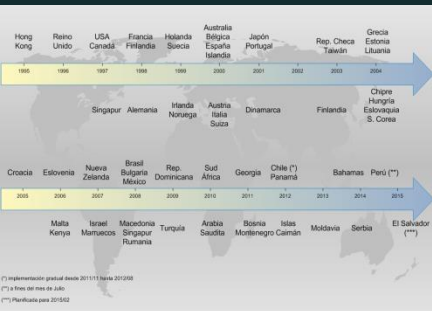 Hong Kong
Reino Unido
USA Canadá
Francia Finlandia
Holanda Suecia
Australia Bélgica España Islandia
Japón Portugal
Rep. Checa Taiwán
Grecia Estonia Lituania
1995 1996 1997 1998 1999 2000 2001 2002 2003 2004
Singapur
Alemania
Irlanda Noruega
Austria Italia Suiza
Dinamarca
Finlandia
Chipre Hungría Eslovaquia S. Corea
Croacia
Eslovenia
Nueva Zelanda
Brasil Bulgaria México
Rep. Dominicana
Sud África
Georgia
Chile (*) Panamá
Bahamas
Perú (**)
2005 2006 2007 2008 2009 2010 2011 2012 2013 2014 2015
Malta Kenya
Israel Marruecos
Macedonia Singapur Rumania
Turquía
Arabia Saudita
Bosnia Montenegro
Islas Caimán
Moldavia
Serbia
El Salvador (***)
(*) implementación gradual desde 2011/11 hasta 2012/08
(**) a fines del mes de Julio
(***) Planificada para 2015/02